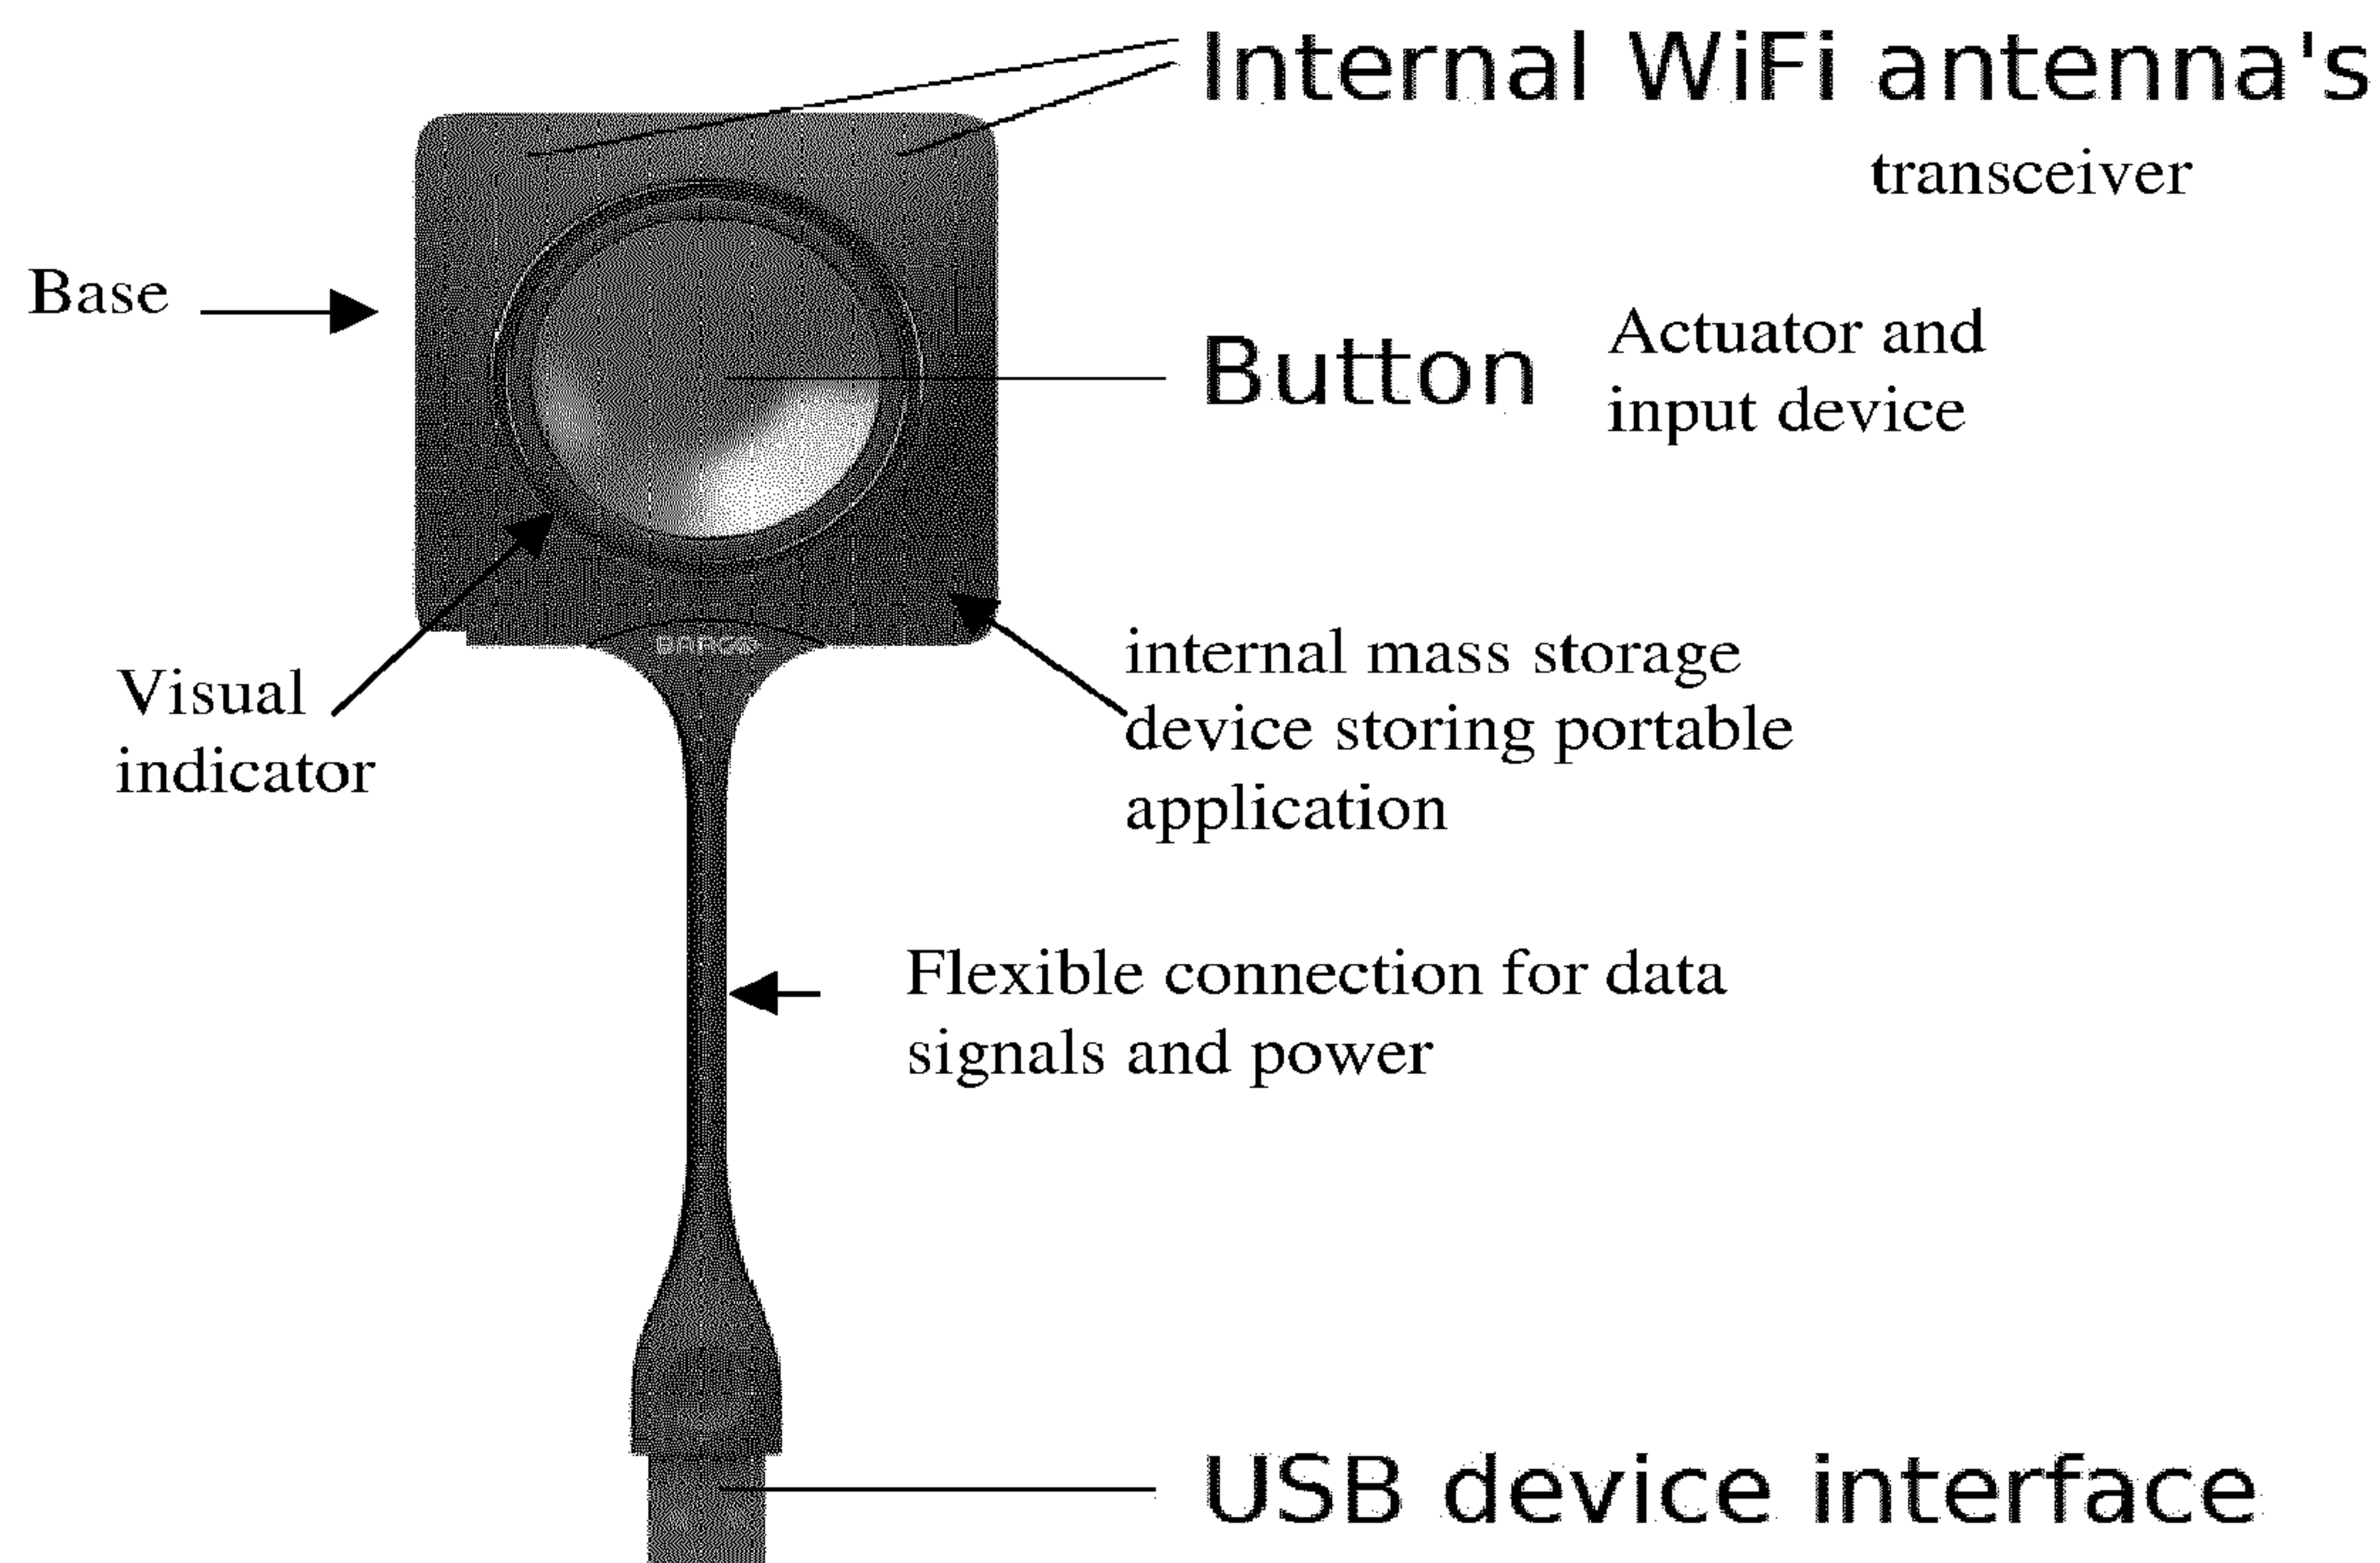 Internal WiFi antenna's
transceiver
Base
Button
Actuator and
input device
BARCO
Visual
indicator
internal mass storage
device storing portable
application
Flexible connection for data
signals and power
USB device interface